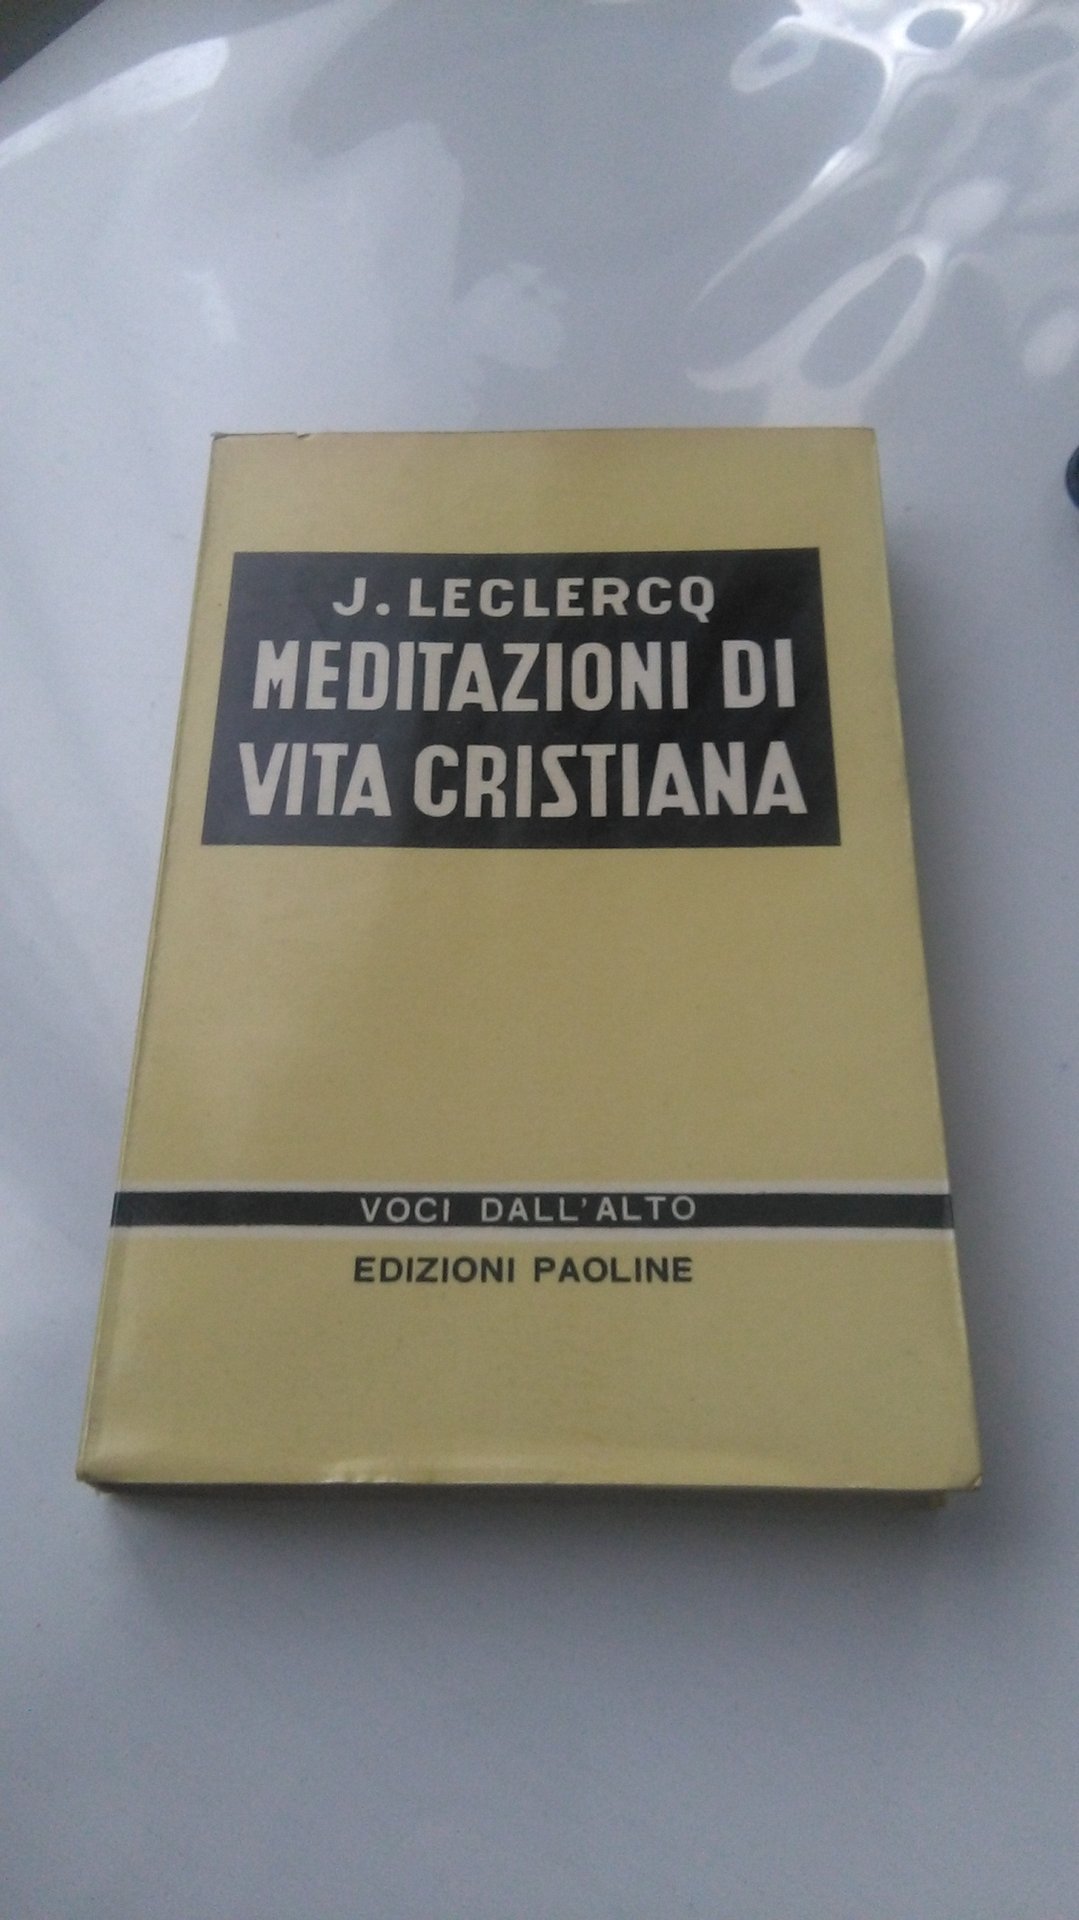 J. LECLERCQ
MEDITAZIONI DI
VITA CRISTIANA
VOCI DALL'ALTO
EDIZIONI PAOLINE